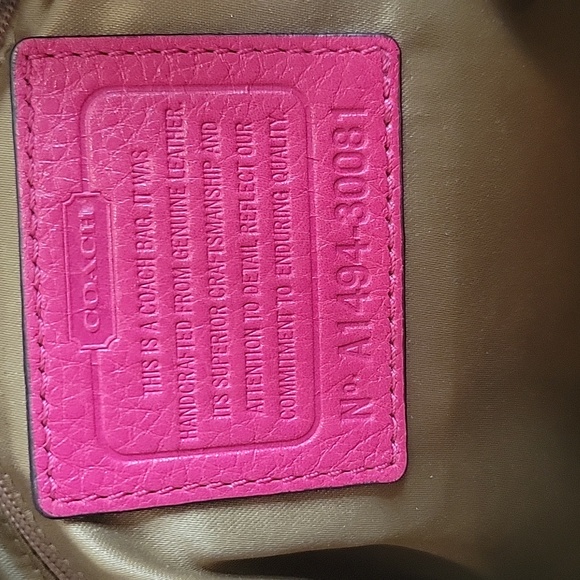 COACH
THIS IS A COACH BAG. IT WAS
HANDCRAFTED FROM GENUINE LEATHER.
ITS SUPERIOR CRAFTSMANSHIP AND
ATTENTION TO DETAIL REFLECT OUR
COMMITMENT TO ENDURING QUALITY.
Nº A1494-30081